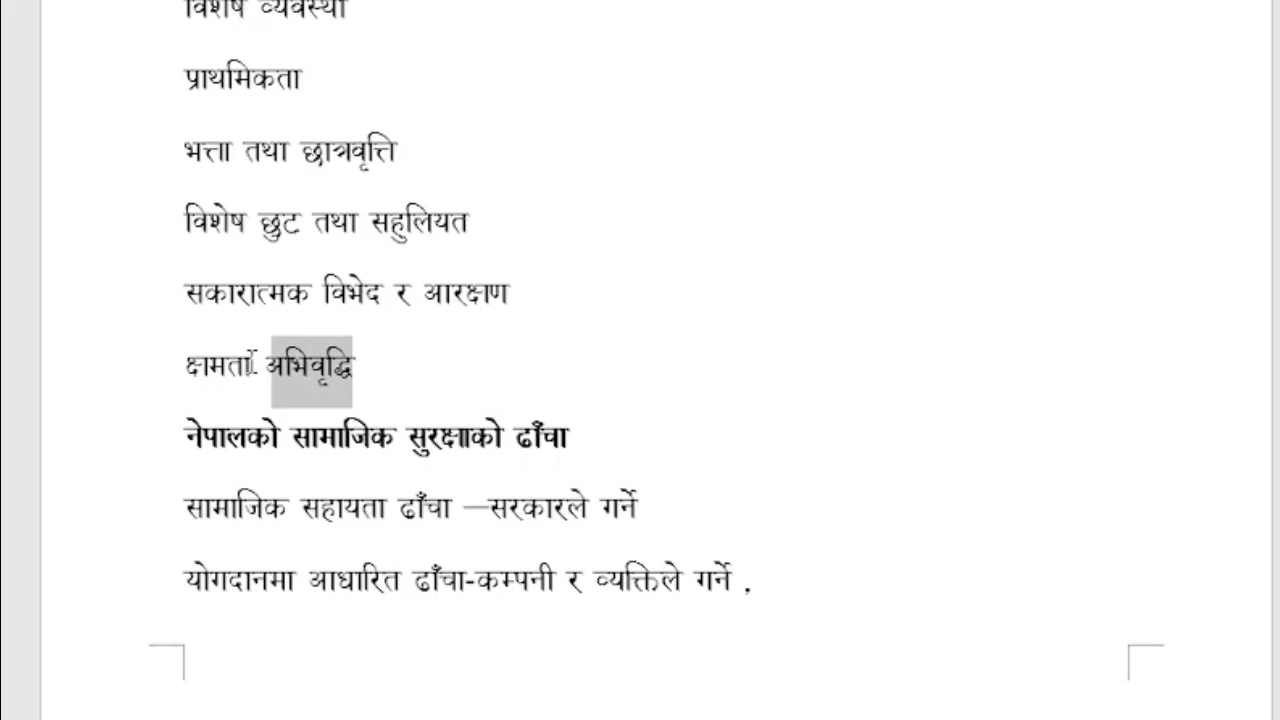 विशेष व्यवस्था
प्राथमिकता
भत्ता तथा छात्रवृत्ति
विशेष छुट तथा सहुलियत
सकारात्मक विभेद र आरक्षण
क्षमता अभिवृद्धि
नेपालको सामाजिक सुरक्षाको ढाँचा
सामाजिक सहायता ढाँचा —सरकारले गर्ने
योगदानमा आधारित ढाँचा-कम्पनी र व्यक्तिले गर्ने ,